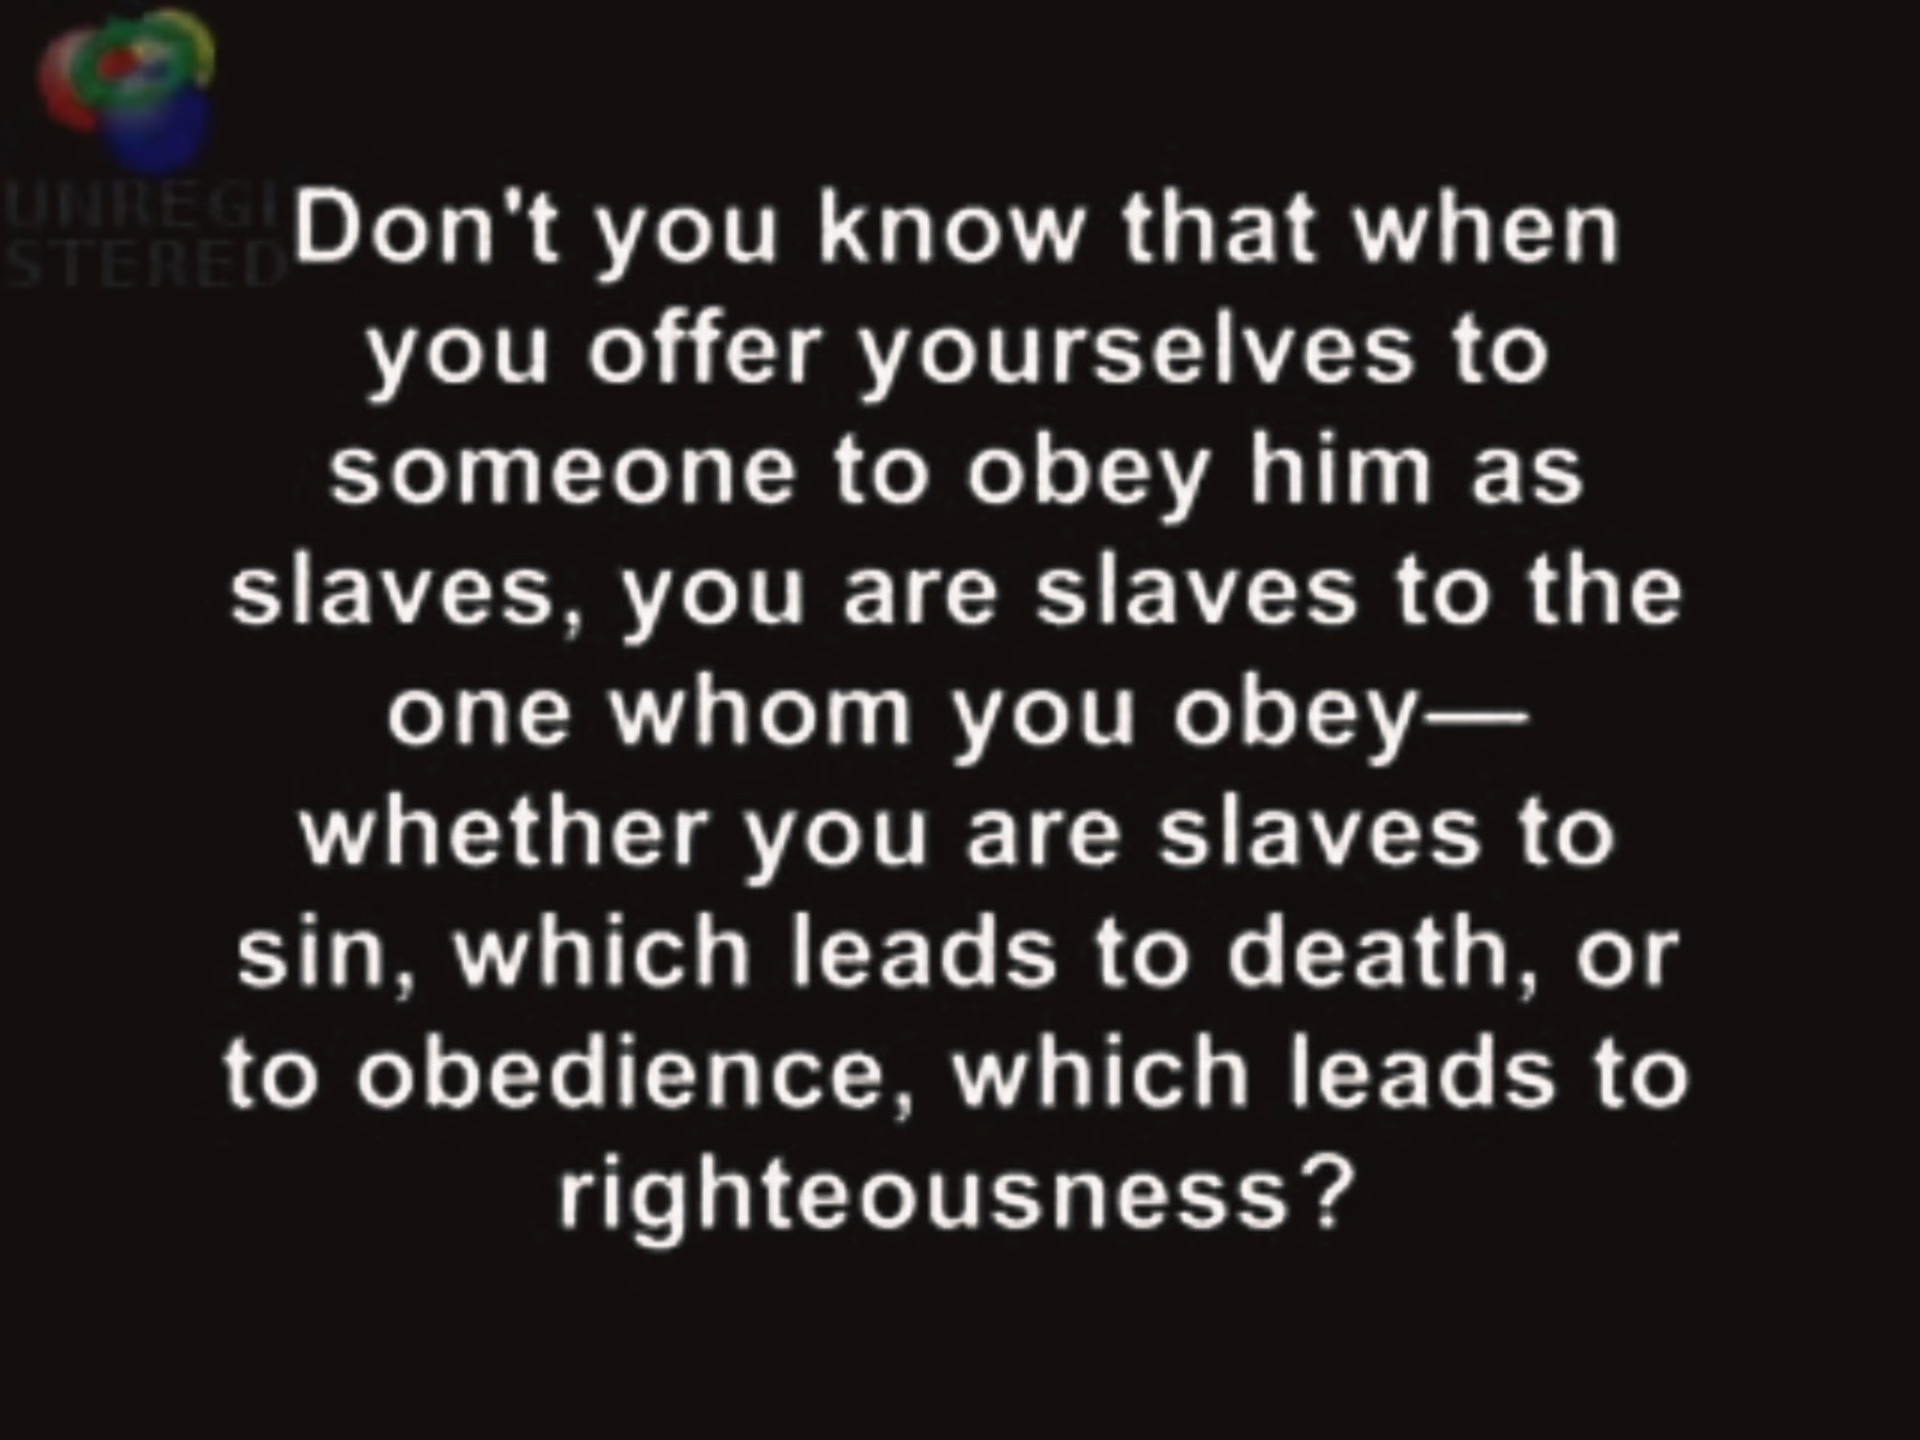 UNREGI
STERED
Don't you know that when
you offer yourselves to
someone to obey him as
slaves, you are slaves to the
one whom you obey—
whether you are slaves to
sin, which leads to death, or
to obedience, which leads to
righteousness?